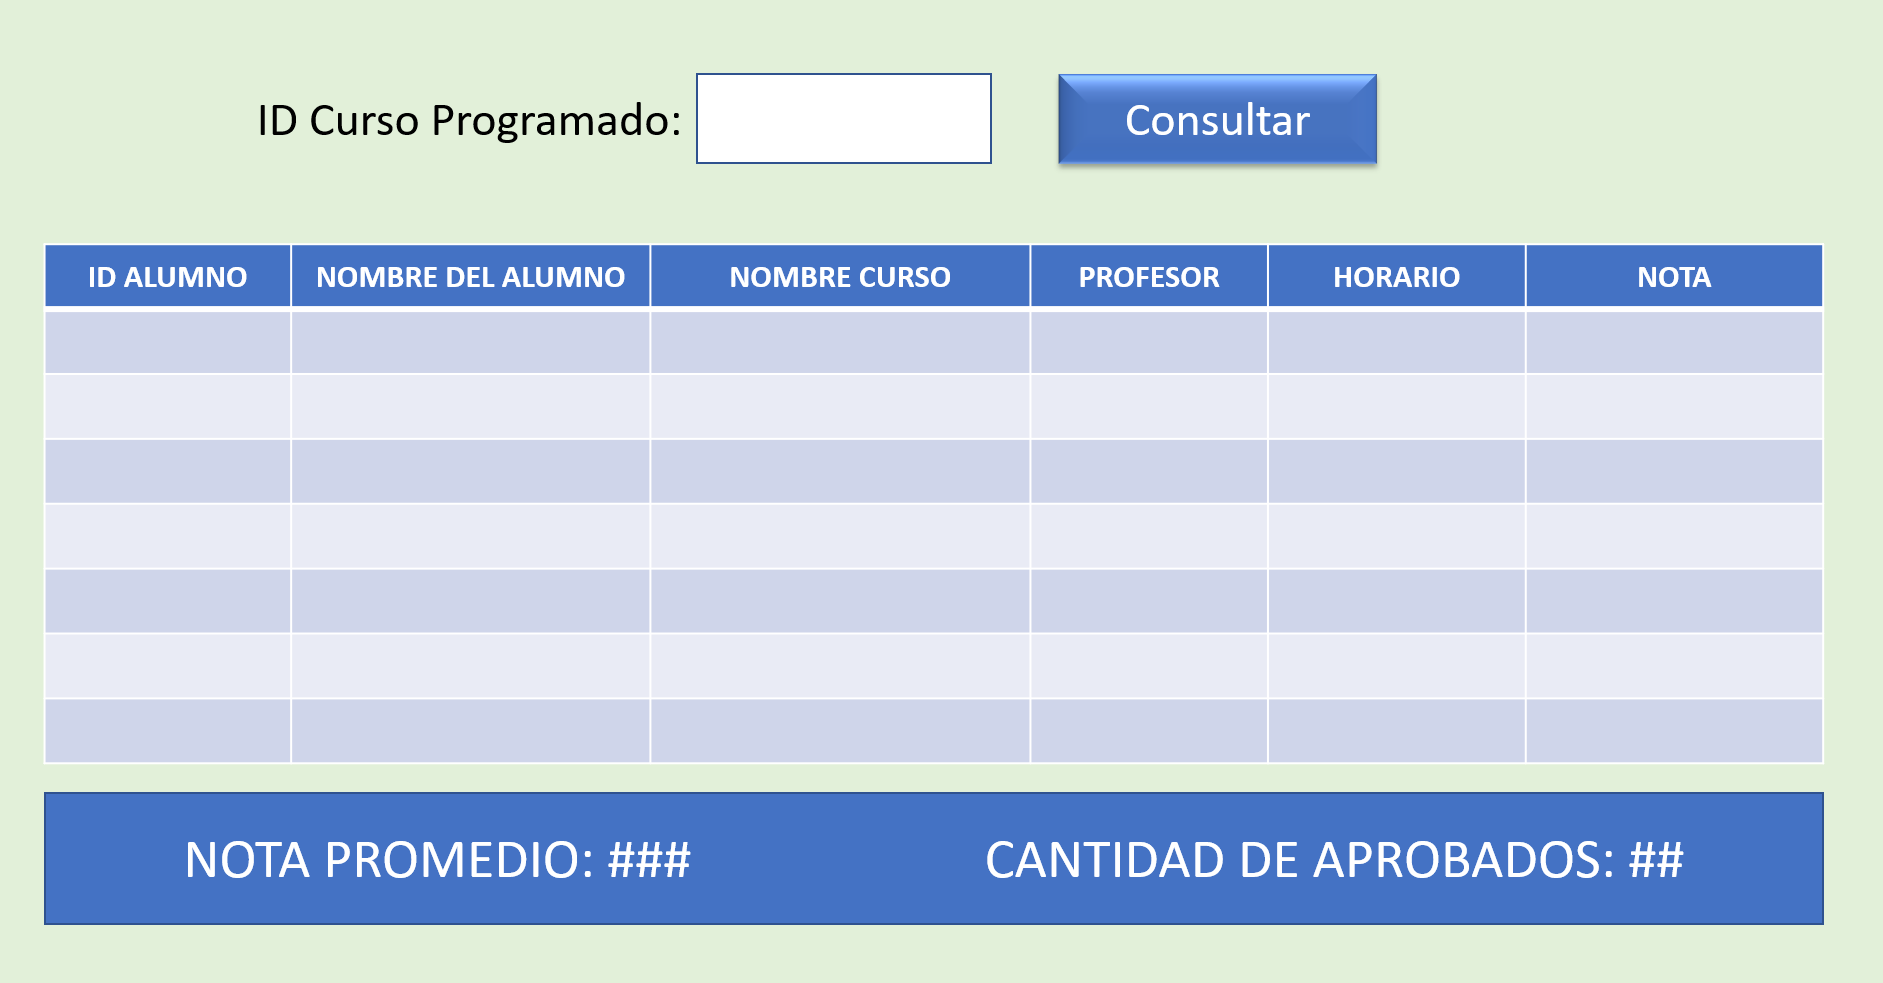 ID Curso Programado:
Consultar
ID ALUMNO NOMBRE DEL ALUMNO NOMBRE CURSO PROFESOR HORARIO NOTA
NOTA PROMEDIO: ### CANTIDAD DE APROBADOS: ##